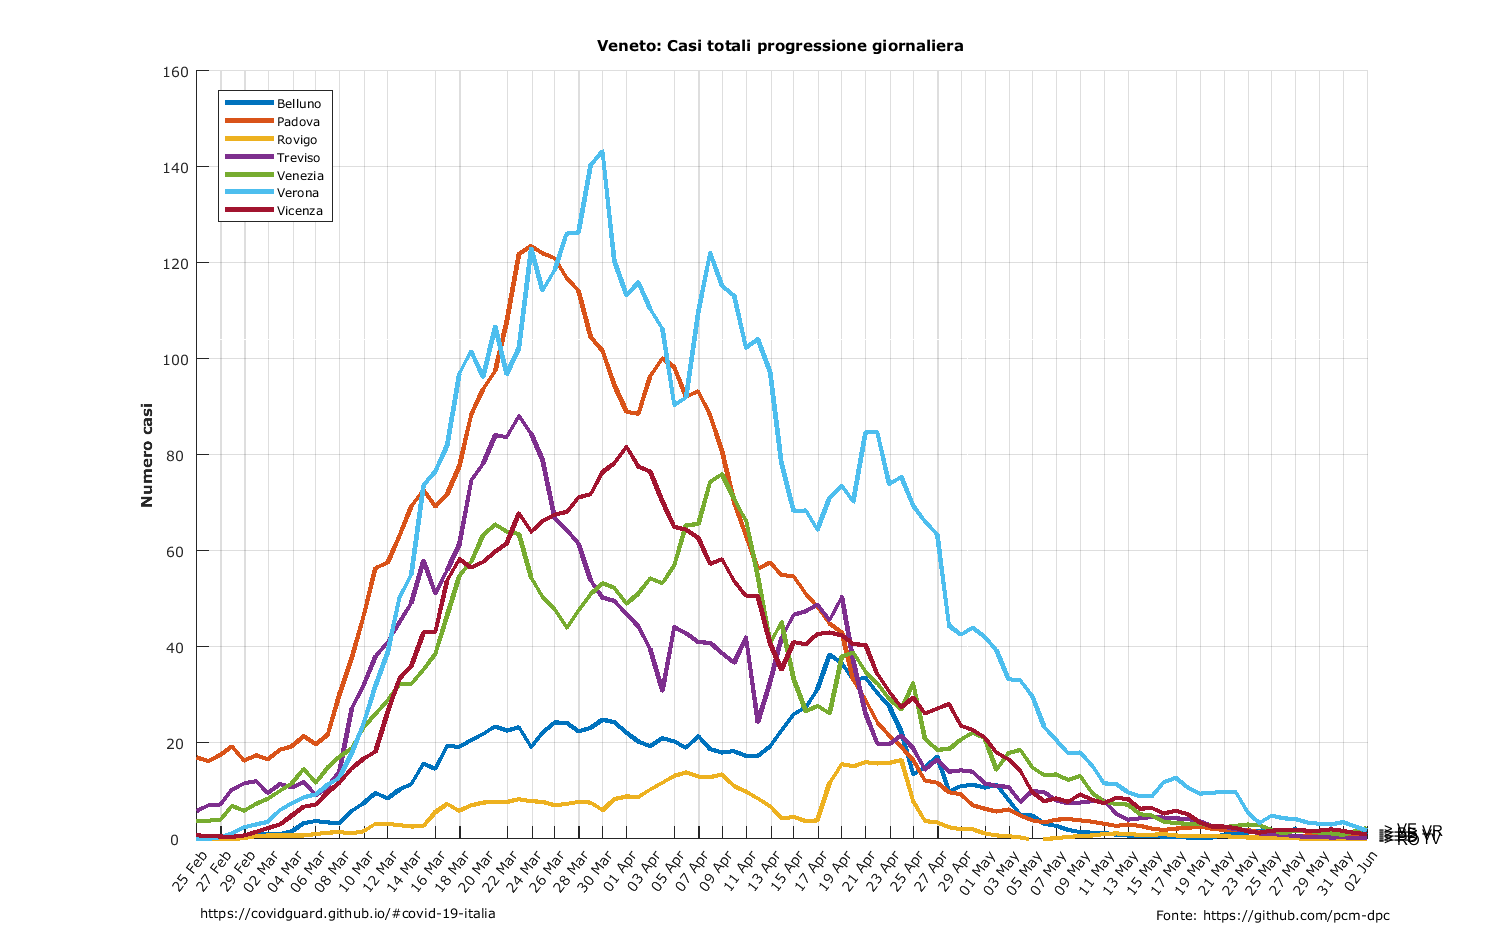 Veneto: Casi totali progressione giornaliera
160
140
120
100
80
60
40
20
0
Numero casi
Belluno
Padova
Rovigo
Treviso
Venezia
Verona
Vicenza
25 Feb
27 Feb
29 Feb
02 Mar
04 Mar
06 Mar
08 Mar
10 Mar
12 Mar
14 Mar
16 Mar
18 Mar
20 Mar
22 Mar
24 Mar
26 Mar
28 Mar
30 Mar
01 Apr
03 Apr
05 Apr
07 Apr
09 Apr
11 Apr
13 Apr
15 Apr
17 Apr
19 Apr
21 Apr
23 Apr
25 Apr
27 Apr
29 Apr
01 May
03 May
05 May
07 May
09 May
11 May
13 May
15 May
17 May
19 May
21 May
23 May
25 May
27 May
29 May
31 May
02 Jun
VE
VR
RO
TV
https://covidguard.github.io/#covid-19-italia
Fonte: https://github.com/pcm-dpc